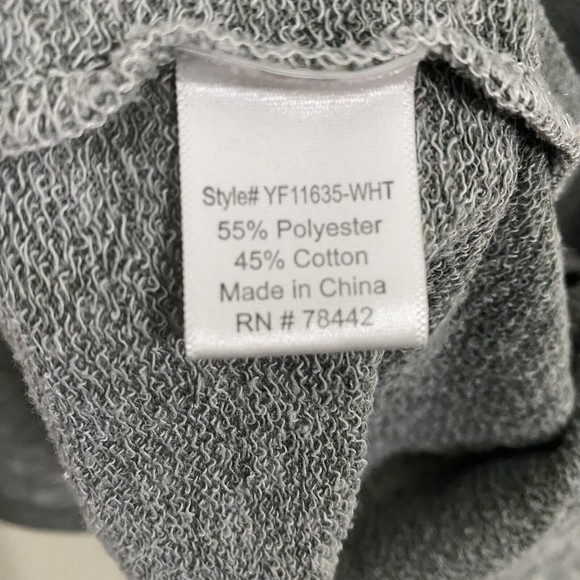 Style# YF11635-WHT
55% Polyester
45% Cotton
Made in China
RN # 78442